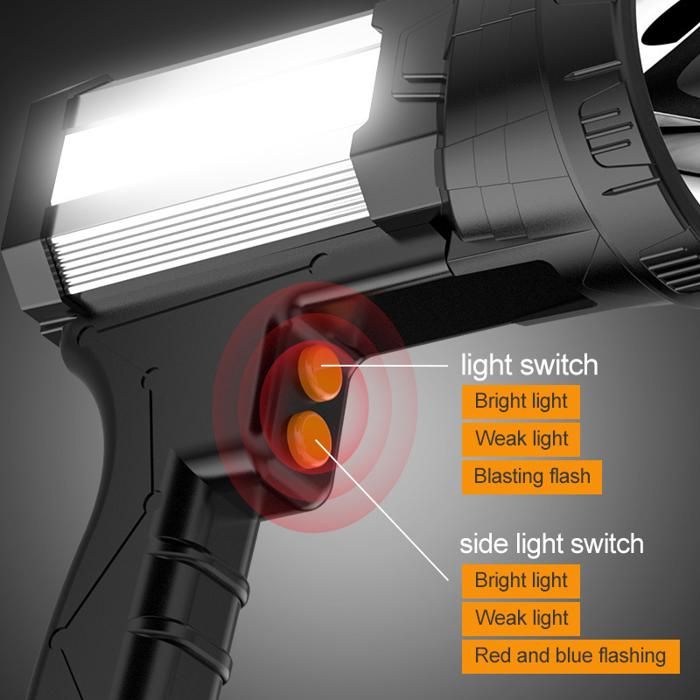 light switch
Bright light
Weak light
Blasting flash
side light switch
Bright light
Weak light
Red and blue flashing